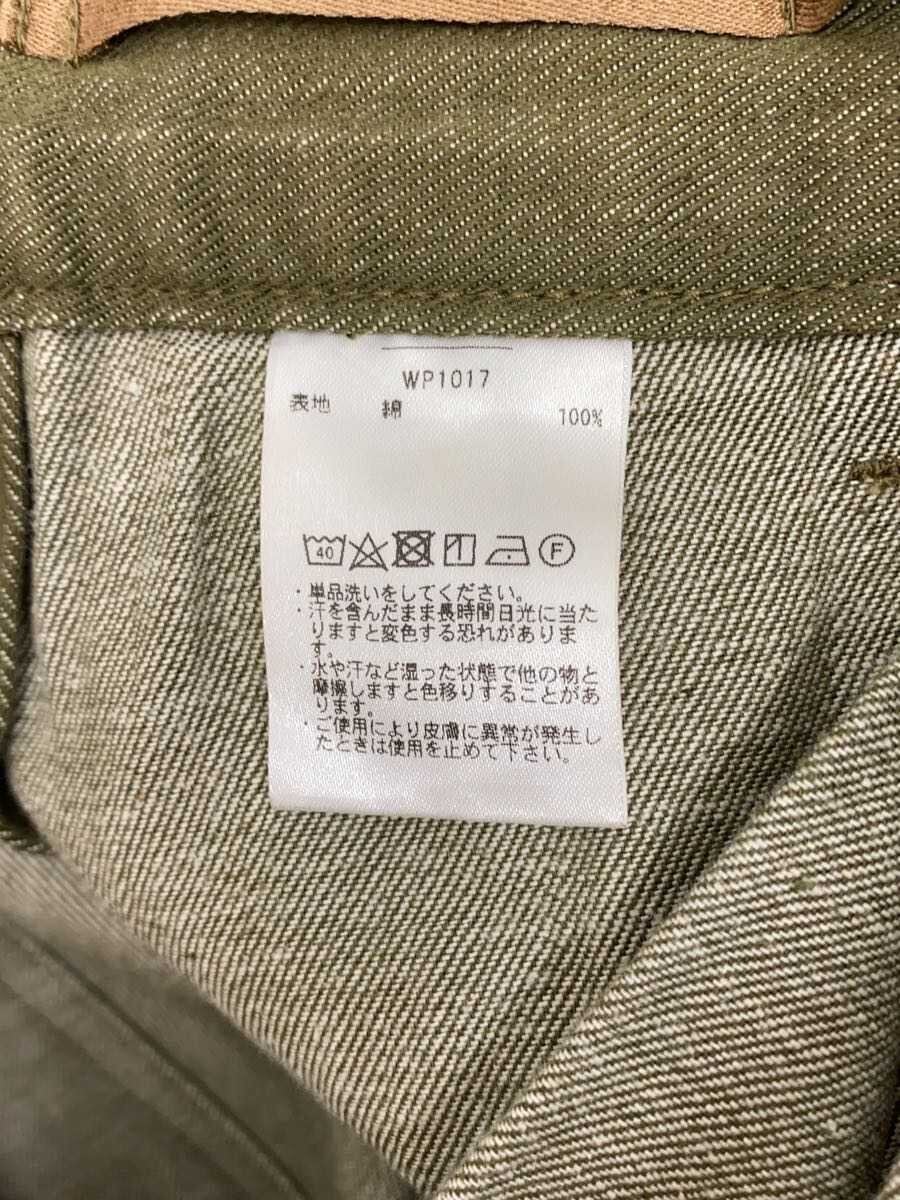 WP1017
表地 綿 100%
40 F
・単品洗いをしてください。
・汗を含んだまま長時間日光に当た
りますと変色する恐れがありま
す。
・水や汗など湿った状態で他の物と
摩擦しますと色移りすることがあ
ります。
・ご使用により皮膚に異常が発生し
たときは使用を止めて下さい。